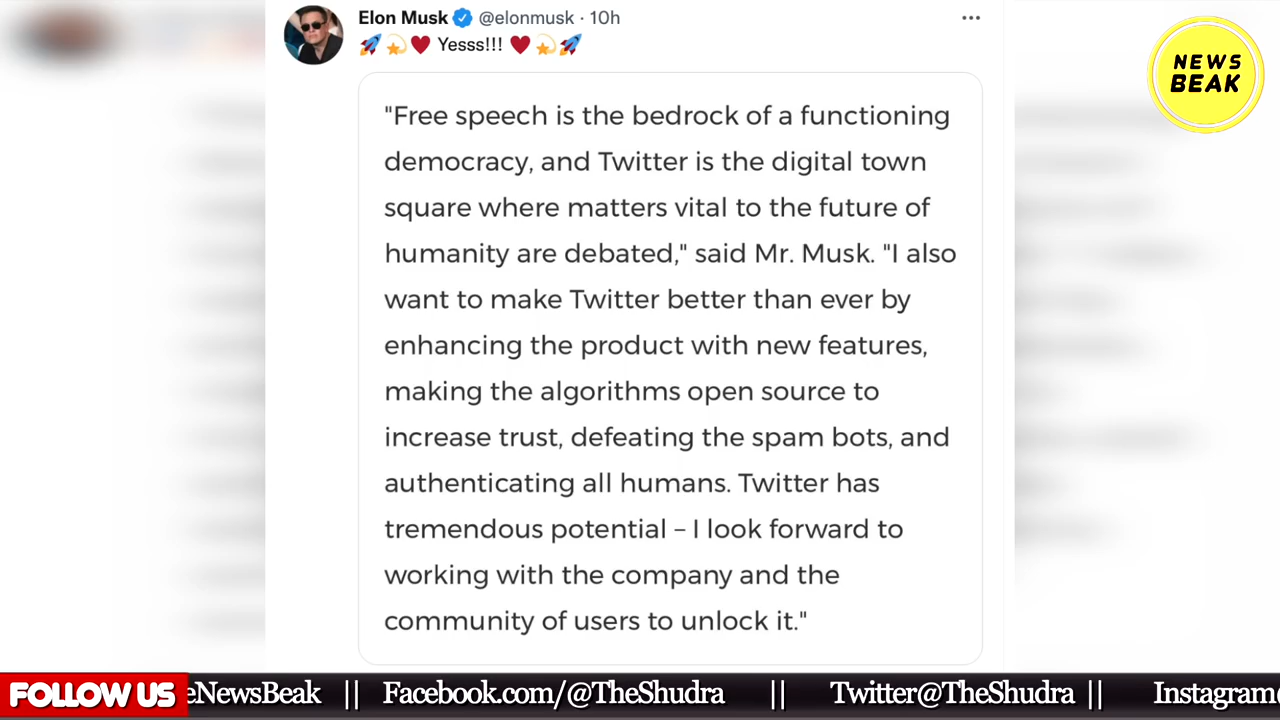 Elon Musk @elonmusk · 10h
🚀💫♥️ Yesss!!! ♥️💫🚀
NEWS
BEAK
"Free speech is the bedrock of a functioning
democracy, and Twitter is the digital town
square where matters vital to the future of
humanity are debated," said Mr. Musk. "I also
want to make Twitter better than ever by
enhancing the product with new features,
making the algorithms open source to
increase trust, defeating the spam bots, and
authenticating all humans. Twitter has
tremendous potential – I look forward to
working with the company and the
community of users to unlock it."
FOLLOW US eNewsBeak || Facebook.com/@TheShudra || Twitter@TheShudra || Instagram